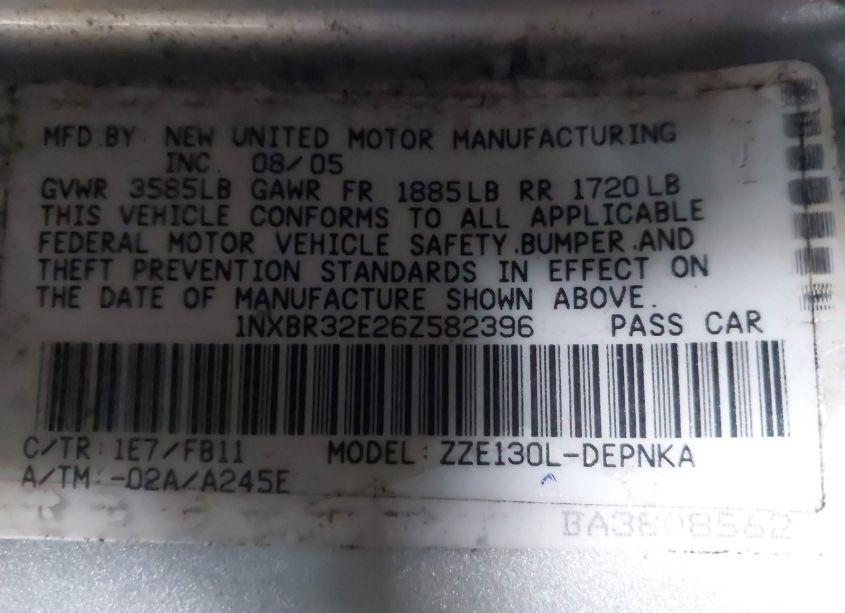 MFD.BY NEW UNITED MOTOR MANUFACTURING
INC. 08/05
GVWR 3585LB GAWR FR 1885LB RR 1720LB
THIS VEHICLE CONFORMS TO ALL APPLICABLE
FEDERAL MOTOR VEHICLE SAFETY.BUMPER.AND
THEFT PREVENTION STANDARDS IN EFFECT ON
THE DATE OF MANUFACTURE SHOWN ABOVE.
1NXBR32E26Z582396 PASS CAR
C/TR: 1E7/FB11 MODEL: ZZE130L-DEPNKA
A/TM:-02A/A245E
BA3808562